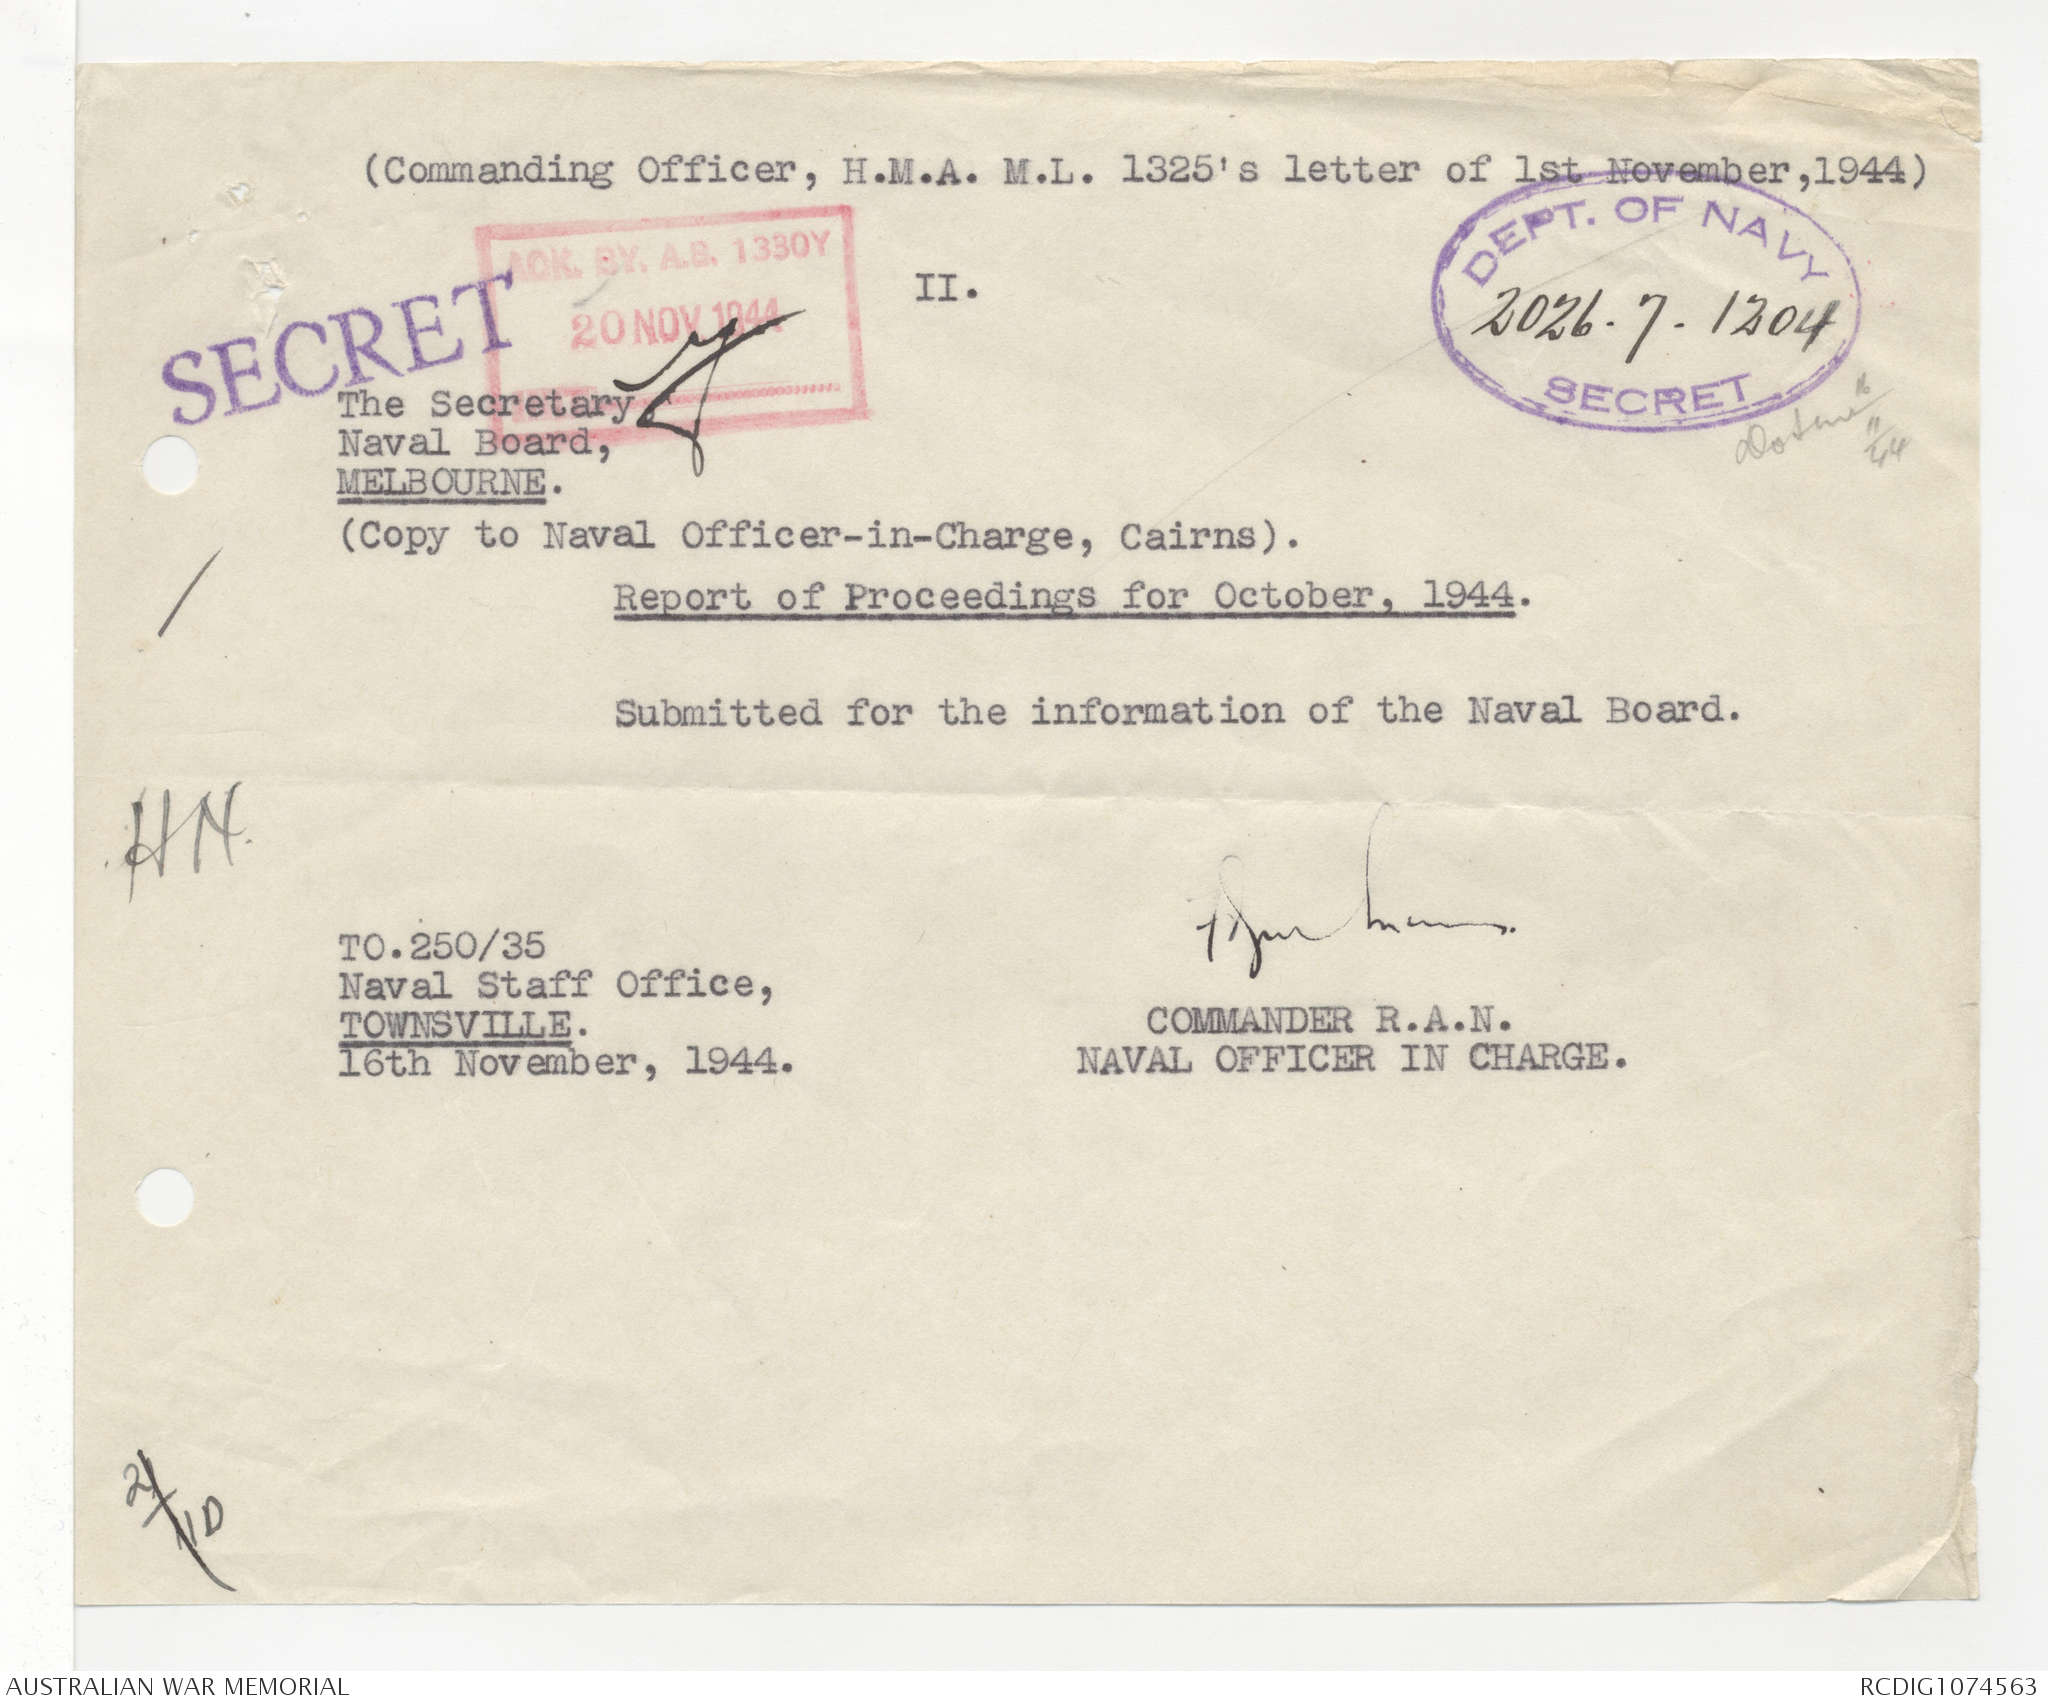 (Commanding Officer, H.M.A. M.L. 1325's letter of 1st November,1944)
DEPT. OF NAVY
2026. 7. 1204
SECRET
ACK. BY. A.B. 1330Y
20 NOV 1944
II.
SECRET
The Secretary,
Naval Board,
MELBOURNE.
(Copy to Naval Officer-in-Charge, Cairns).
Report of Proceedings for October, 1944.
Submitted for the information of the Naval Board.
HN.
TO.250/35
Naval Staff Office,
TOWNSVILLE.
16th November, 1944.
COMMANDER R.A.N.
NAVAL OFFICER IN CHARGE.
AUSTRALIAN WAR MEMORIAL
RCDIG1074563